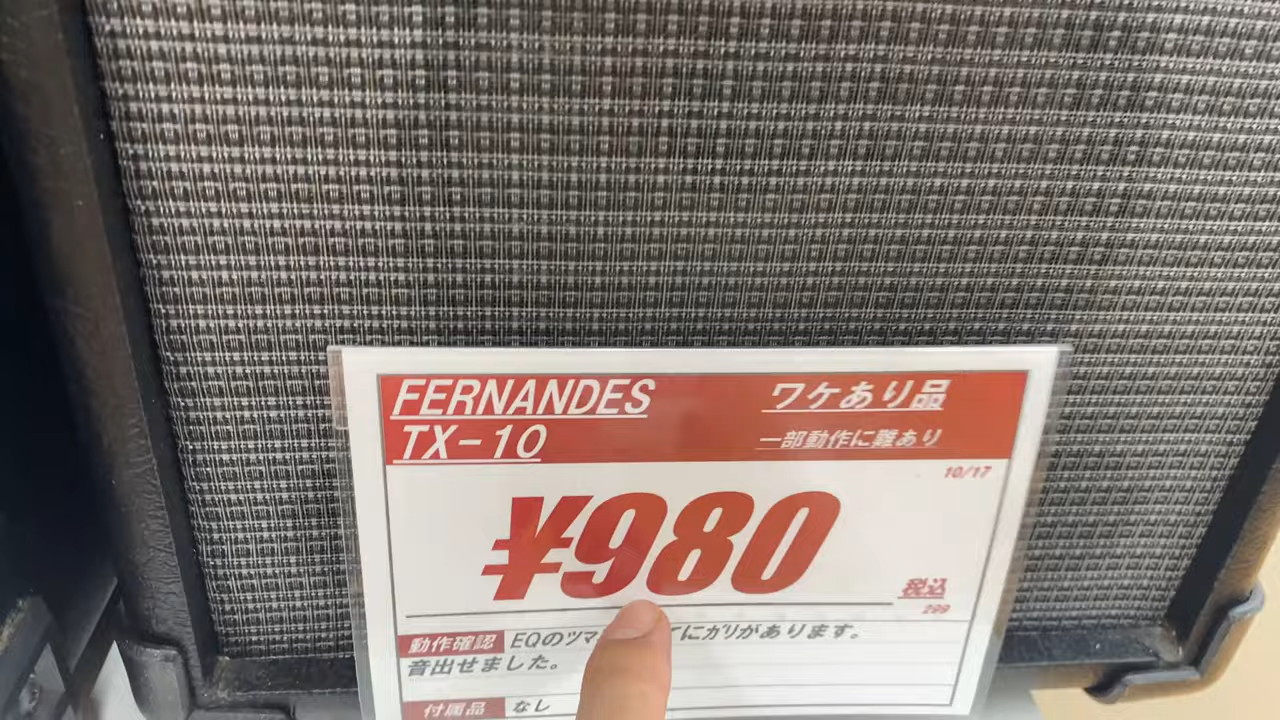 FERNANDES
ワケあり品
TX-10
一部動作に難あり
10/17
¥980
税込
299
動作確認 EQのツマ てにガリがあります。
音出せました。
付属品 なし